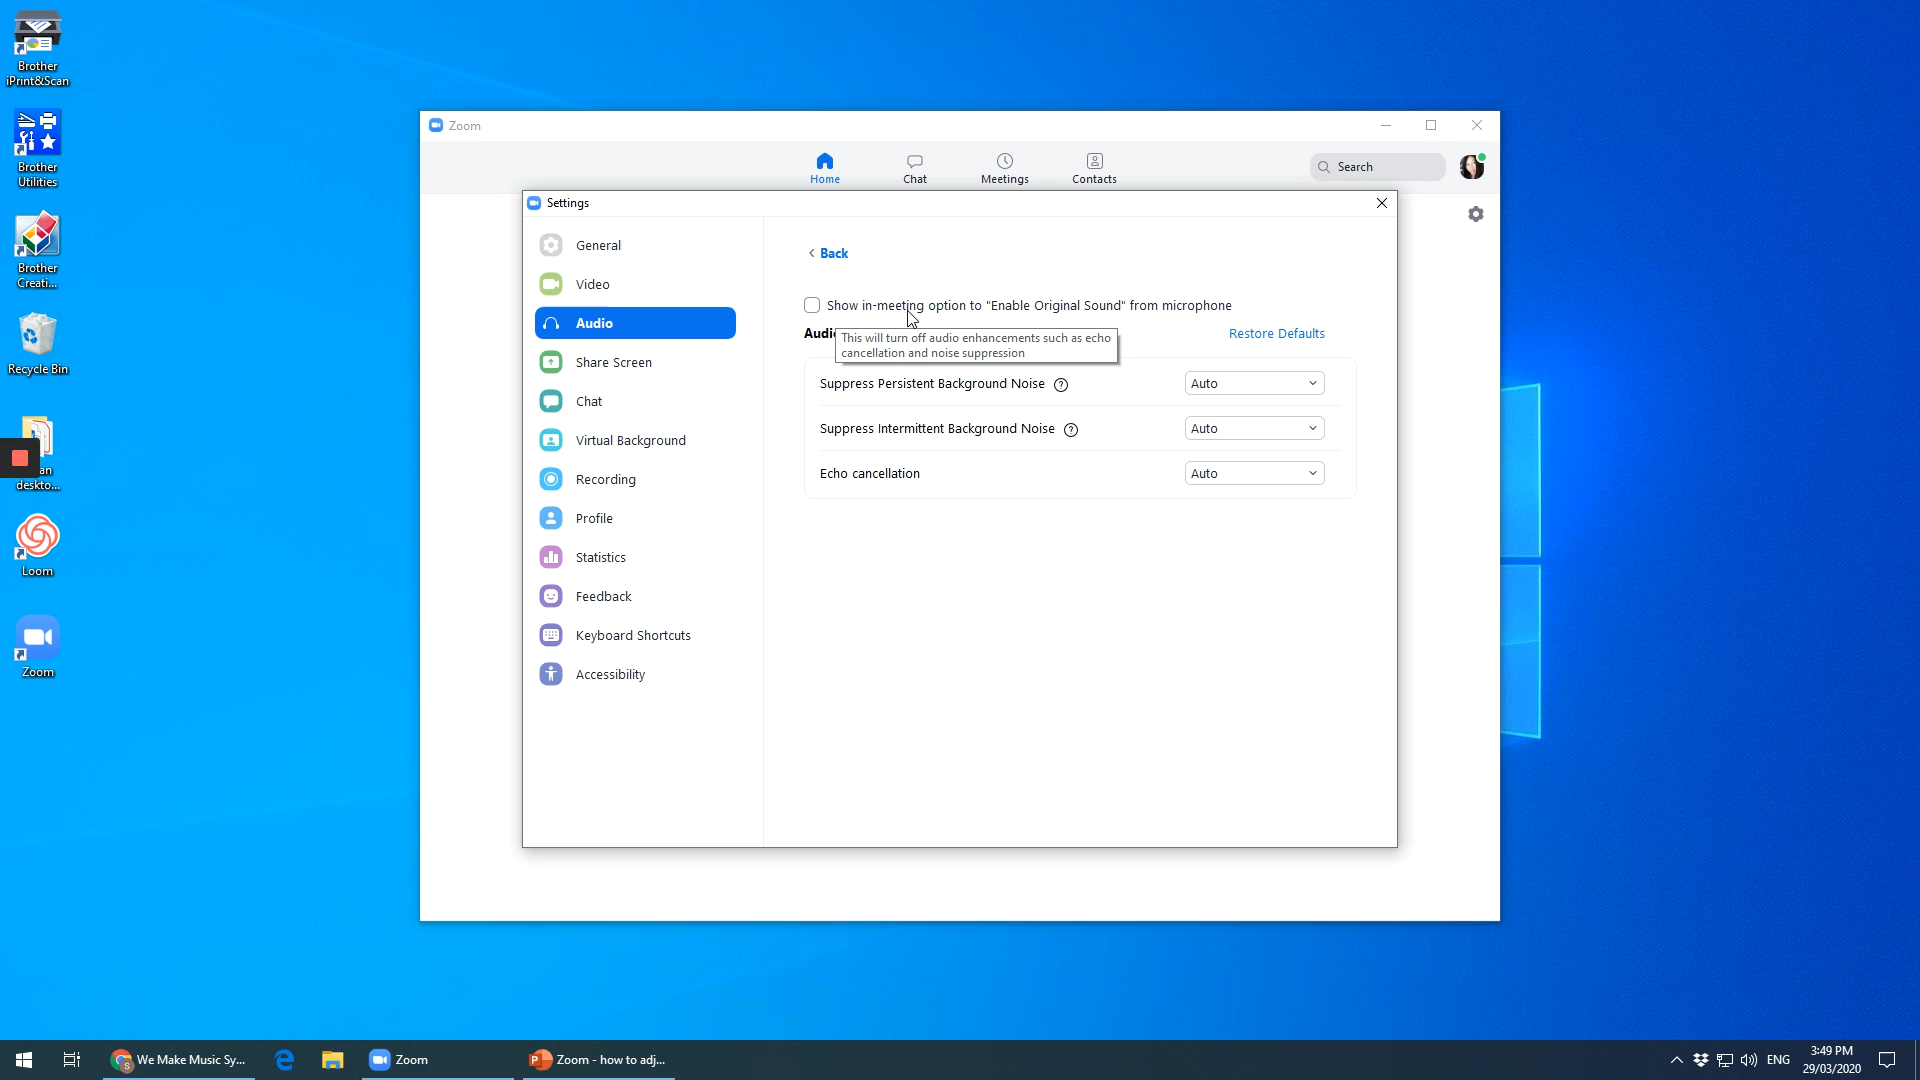 Brother
iPrint&Scan
Brother
Utilities
Brother
Creati...
Recycle Bin
an
deskto...
Loom
Zoom
Zoom
Home
Chat
Meetings
Contacts
Search
Settings
General
Video
Audio
Share Screen
Chat
Virtual Background
Recording
Profile
Statistics
Feedback
Keyboard Shortcuts
Accessibility
< Back
Show in-meeting option to "Enable Original Sound" from microphone
Restore Defaults
This will turn off audio enhancements such as echo
cancellation and noise suppression
Suppress Persistent Background Noise ? Auto
Suppress Intermittent Background Noise ? Auto
Echo cancellation Auto
We Make Music Sy...
Zoom
Zoom - how to adj...
ENG
3:49 PM
29/03/2020